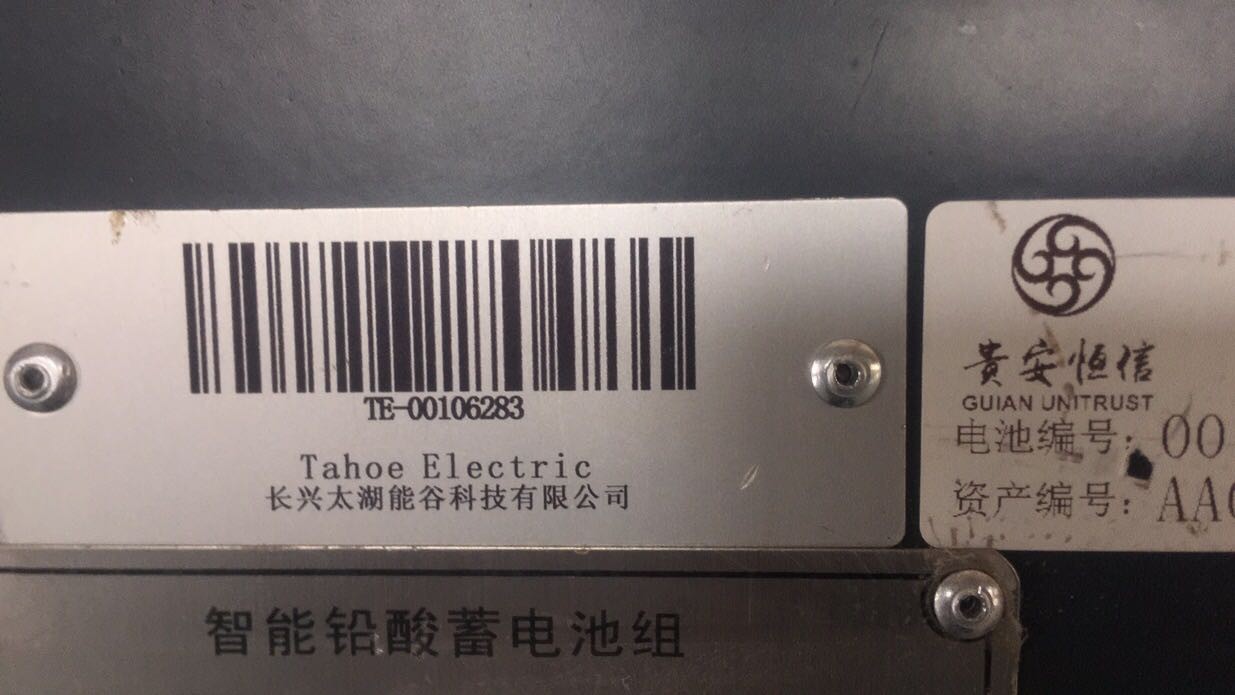 TE-00106283
Tahoe Electric
长兴太湖能谷科技有限公司
贵安恒信
GUIAN UNITRUST
电池编号：00
资产编号：AA
智能铅酸蓄电池组